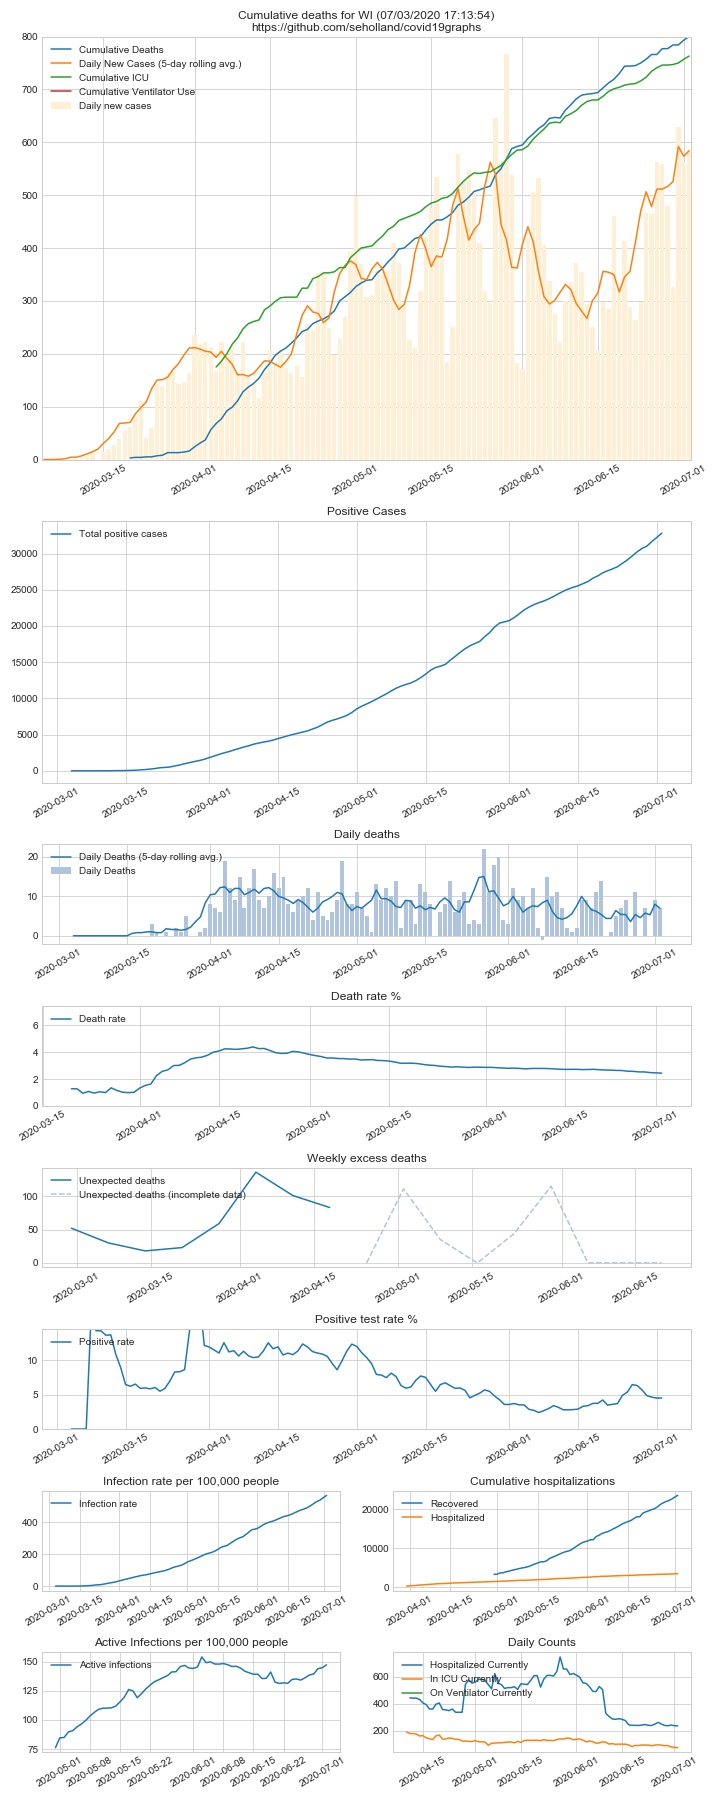 Cumulative deaths for WI (07/03/2020 17:13:54)
https://github.com/seholland/covid19graphs
Cumulative Deaths
Daily New Cases (5-day rolling avg.)
Cumulative ICU
Cumulative Ventilator Use
Daily new cases
800
700
600
500
400
300
200
100
0
2020-03-15 2020-04-01 2020-04-15 2020-05-01 2020-05-15 2020-06-01 2020-06-15 2020-07-01
Positive Cases
Total positive cases
30000
25000
20000
15000
10000
5000
0
2020-03-01 2020-03-15 2020-04-01 2020-04-15 2020-05-01 2020-05-15 2020-06-01 2020-06-15 2020-07-01
Daily deaths
Daily Deaths (5-day rolling avg.)
Daily Deaths
20
10
0
2020-03-01 2020-03-15 2020-04-01 2020-04-15 2020-05-01 2020-05-15 2020-06-01 2020-06-15 2020-07-01
Death rate %
Death rate
6
4
2
0
2020-03-15 2020-04-01 2020-04-15 2020-05-01 2020-05-15 2020-06-01 2020-06-15 2020-07-01
Weekly excess deaths
Unexpected deaths
Unexpected deaths (incomplete data)
100
50
0
2020-03-01 2020-03-15 2020-04-01 2020-04-15 2020-05-01 2020-05-15 2020-06-01 2020-06-15
Positive test rate %
Positive rate
10
5
0
2020-03-01 2020-03-15 2020-04-01 2020-04-15 2020-05-01 2020-05-15 2020-06-01 2020-06-15 2020-07-01
Infection rate per 100,000 people
Infection rate
400
200
0
2020-03-01 2020-03-15 2020-04-01 2020-04-15 2020-05-01 2020-05-15 2020-06-01 2020-06-15 2020-07-01
Cumulative hospitalizations
Recovered
Hospitalized
20000
10000
0
2020-04-01 2020-04-15 2020-05-01 2020-05-15 2020-06-01 2020-06-15 2020-07-01
Active Infections per 100,000 people
Active infections
150
125
100
75
2020-05-01 2020-05-08 2020-05-15 2020-05-22 2020-06-01 2020-06-08 2020-06-15 2020-06-22 2020-07-01
Daily Counts
Hospitalized Currently
In ICU Currently
On Ventilator Currently
600
400
200
2020-04-15 2020-05-01 2020-05-15 2020-06-01 2020-06-15 2020-07-01